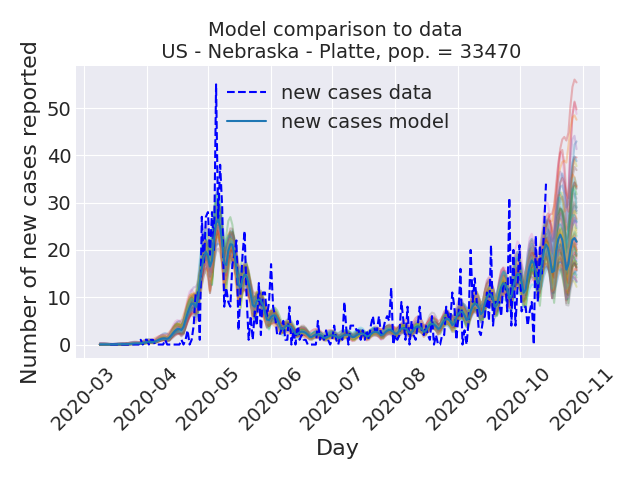 Model comparison to data
US - Nebraska - Platte, pop. = 33470
Number of new cases reported
50
40
30
20
10
0
new cases data
new cases model
2020-03
2020-04
2020-05
2020-06
2020-07
2020-08
2020-09
2020-10
2020-11
Day